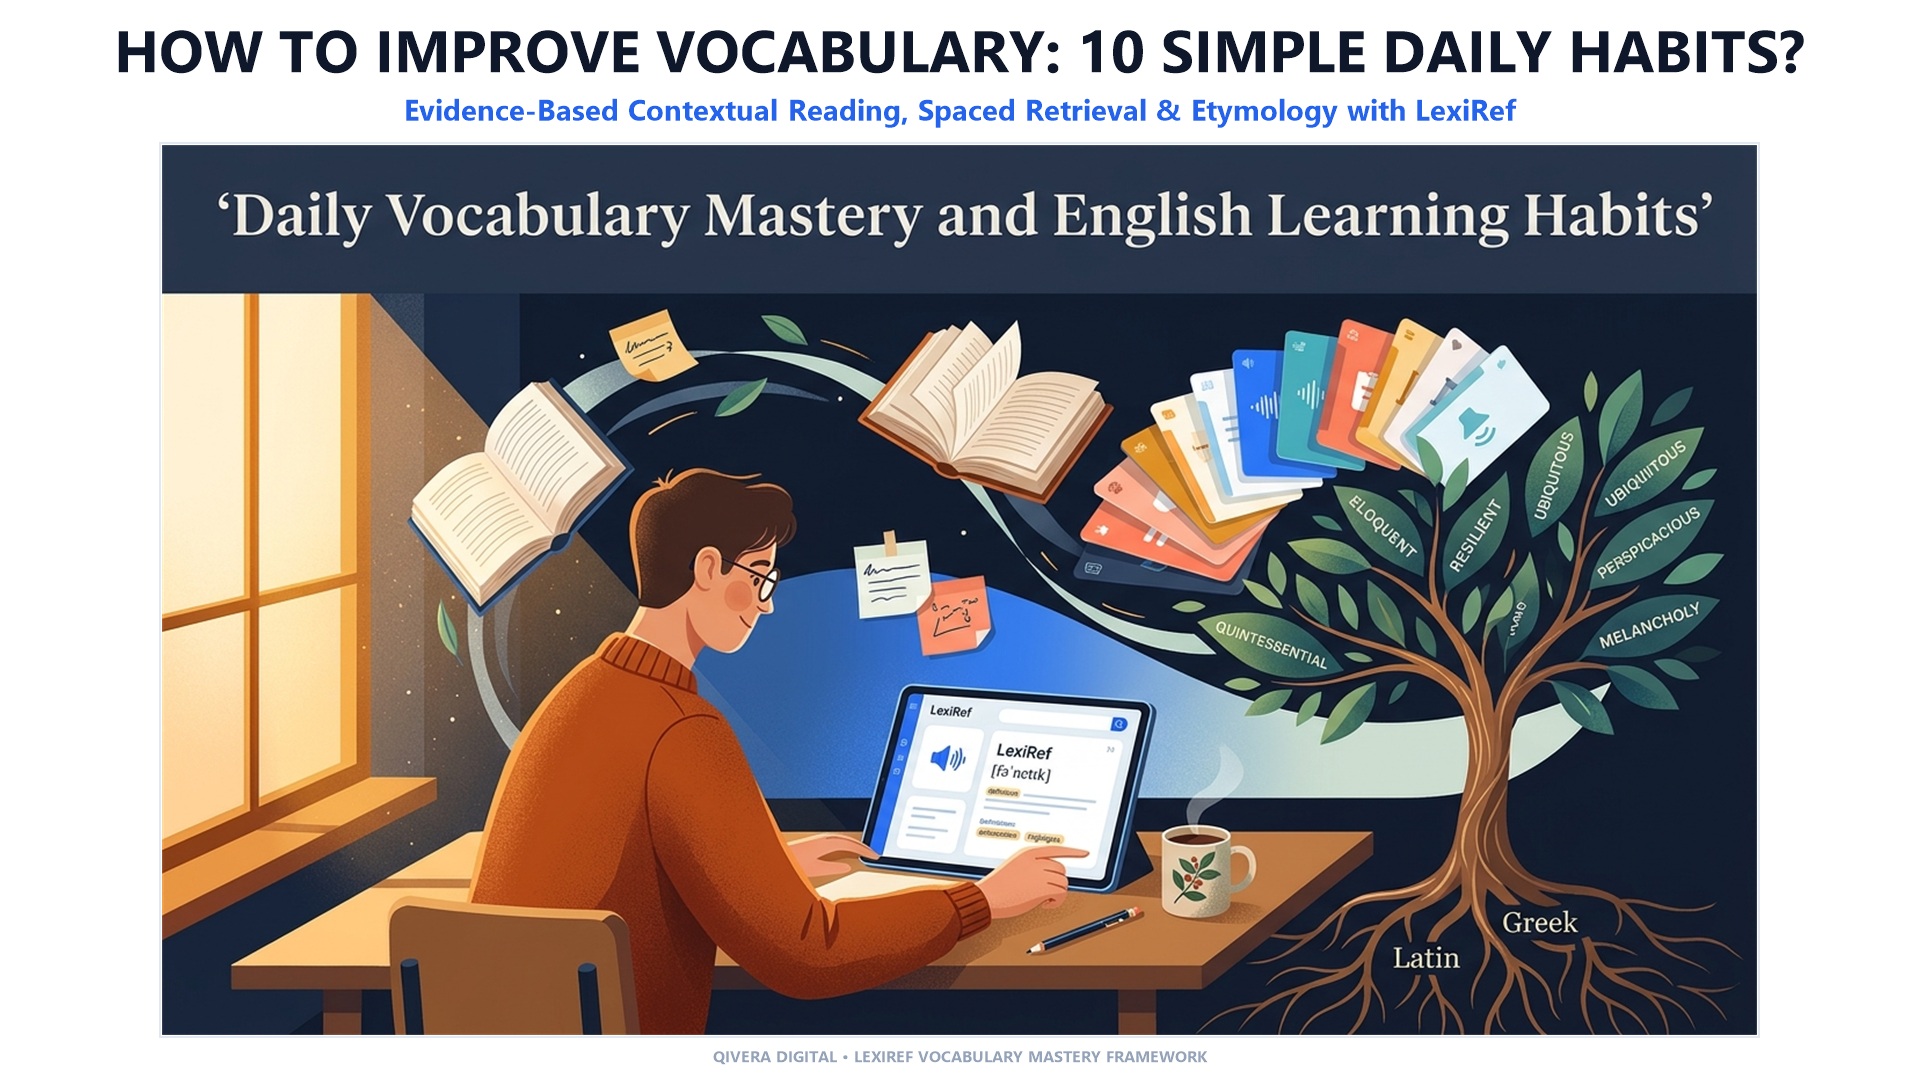 HOW TO IMPROVE VOCABULARY: 10 SIMPLE DAILY HABITS?
Evidence-Based Contextual Reading, Spaced Retrieval & Etymology with LexiRef
‘Daily Vocabulary Mastery and English Learning Habits’
ELOQUENT
RESILIENT
UBIQUITOUS
UBIQUIITOUS
PERSPICACIOUS
QUINTESSENTIAL
MELANCHOLY
LexiRef
LexiRef
[fəˈnɛtɪk]
Greek
Latin
QIVERA DIGITAL • LEXIREF VOCABULARY MASTERY FRAMEWORK